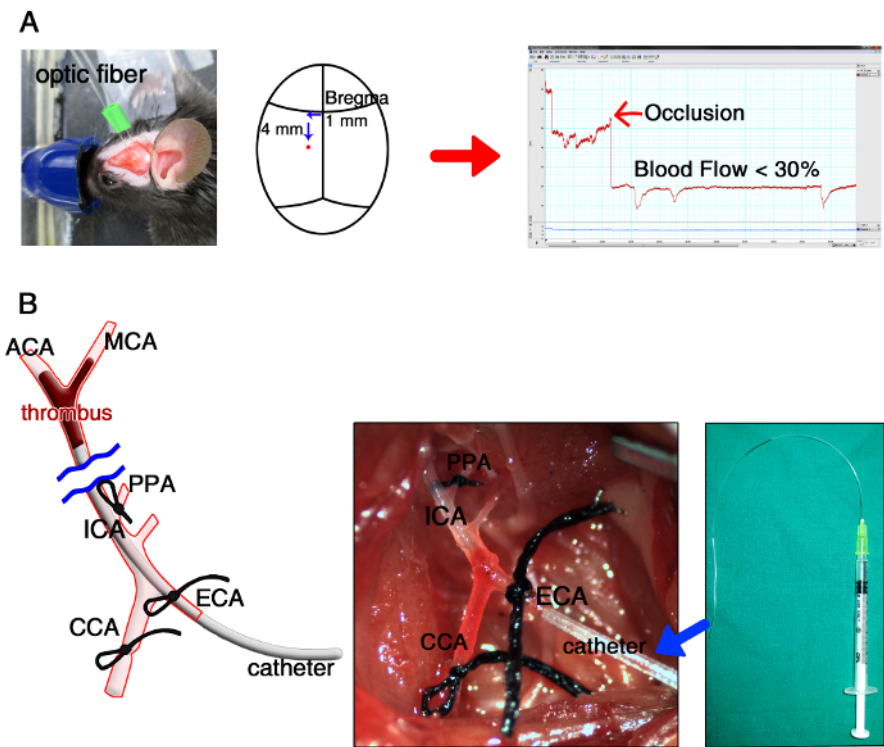 A
optic fiber
Bregma
4 mm
1 mm
Occlusion
Blood Flow < 30%
B
ACA
MCA
thrombus
PPA
ICA
ECA
CCA
catheter
PPA
ICA
ECA
CCA
catheter